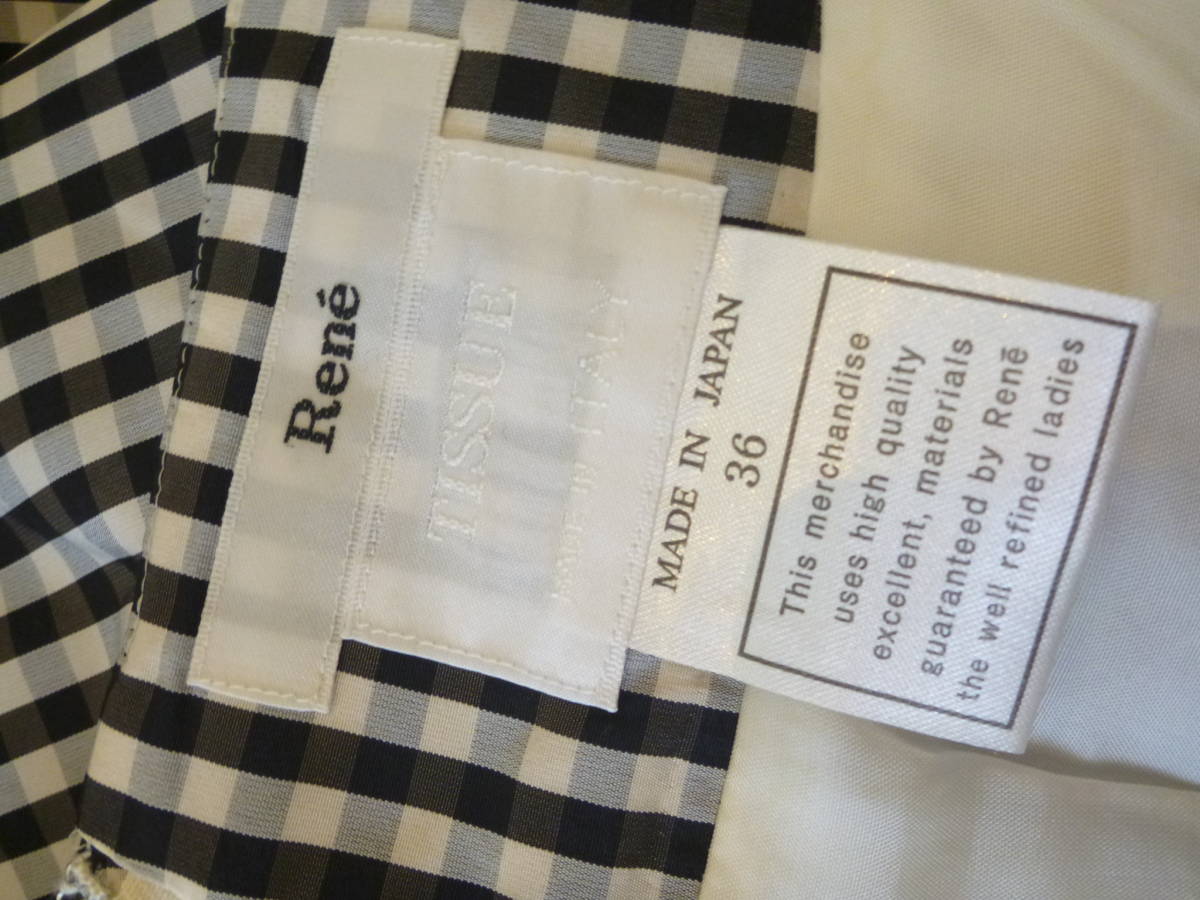 René
TISSUE
MADE IN ITALY
MADE IN JAPAN
36
This merchandise
uses high quality
excellent, materials
guaranteed by Renē
the well refined ladies